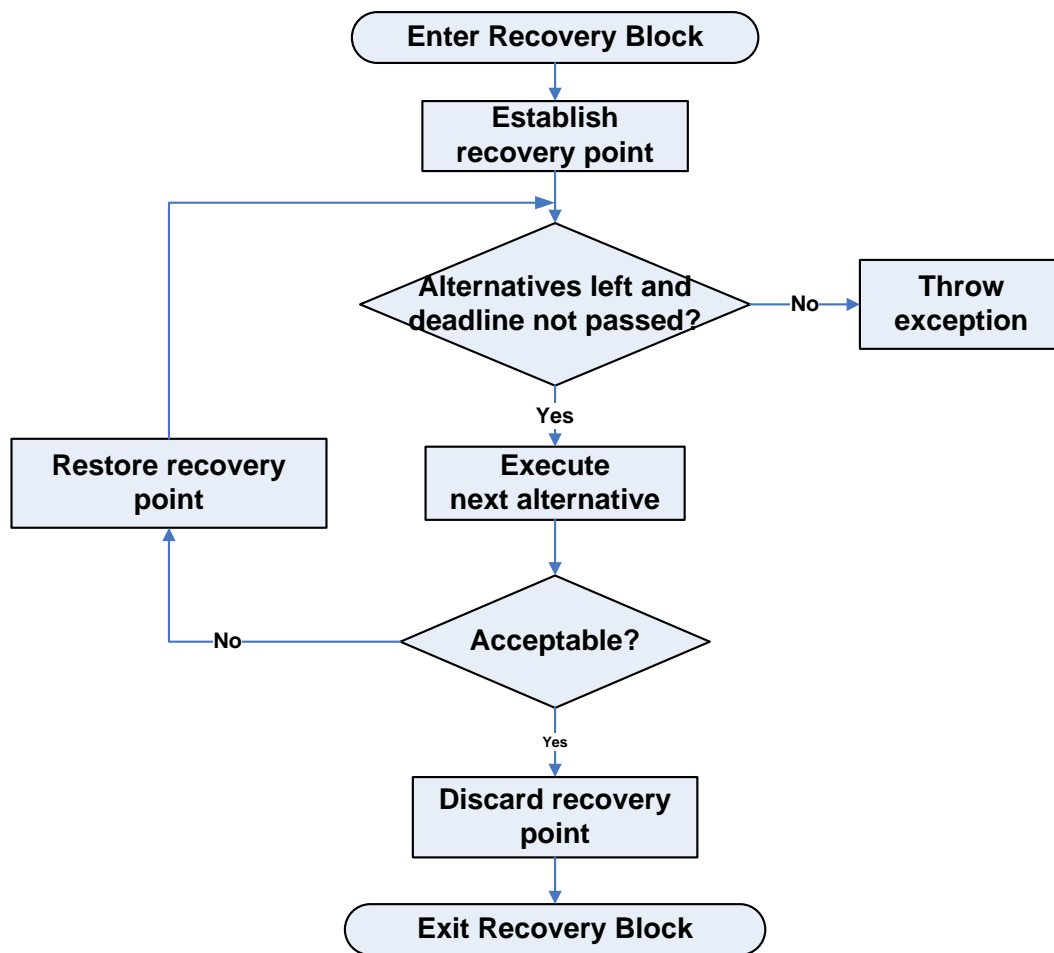 Enter Recovery Block
Establish
recovery point
Alternatives left and
deadline not passed?
No
Throw
exception
Yes
Restore recovery
point
Execute
next alternative
No
Acceptable?
Yes
Discard recovery
point
Exit Recovery Block